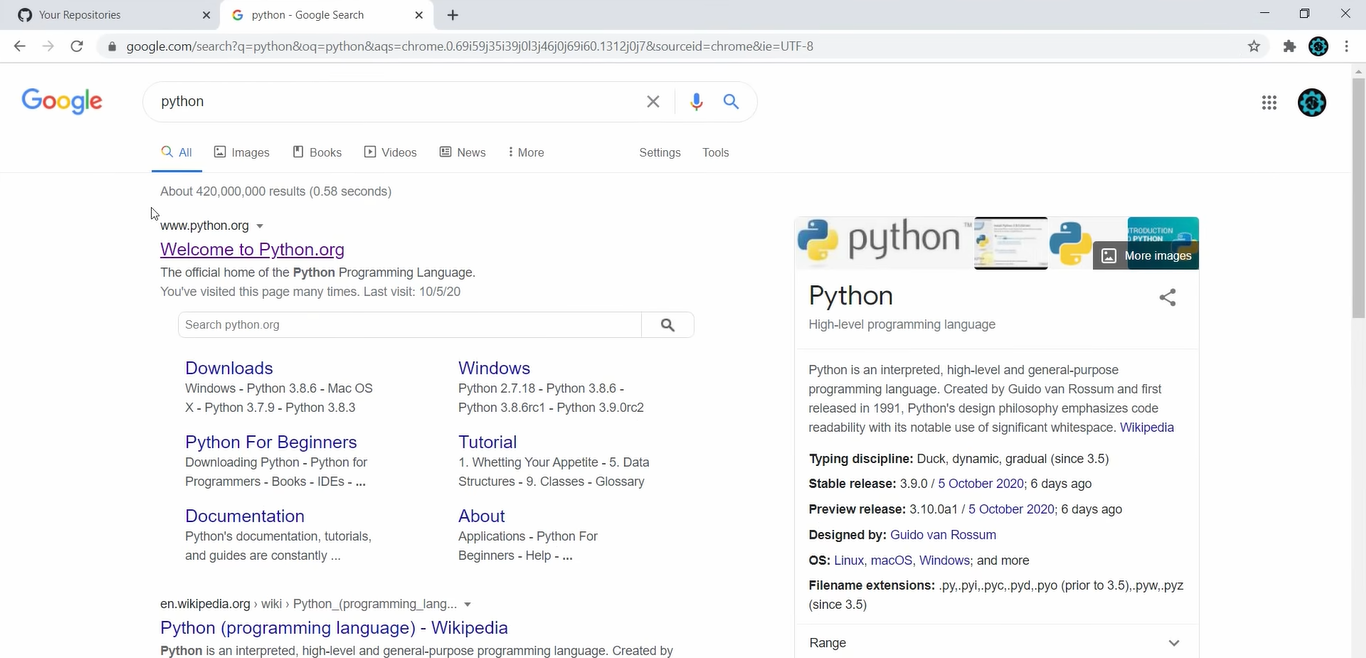 Your Repositories
python - Google Search
google.com/search?q=python&oq=python&aqs=chrome.0.69i59j35i39j0l3j46j0j69i60.1312j0j7&sourceid=chrome&ie=UTF-8
Google
python
All
Images
Books
Videos
News
More
Settings
Tools
About 420,000,000 results (0.58 seconds)
www.python.org
Welcome to Python.org
The official home of the Python Programming Language.
You've visited this page many times. Last visit: 10/5/20
Search python.org
Downloads
Windows - Python 3.8.6 - Mac OS
X - Python 3.7.9 - Python 3.8.3
Windows
Python 2.7.18 - Python 3.8.6 -
Python 3.8.6rc1 - Python 3.9.0rc2
Python For Beginners
Downloading Python - Python for
Programmers - Books - IDEs - ...
Tutorial
1. Whetting Your Appetite - 5. Data
Structures - 9. Classes - Glossary
Documentation
Python's documentation, tutorials,
and guides are constantly ...
About
Applications - Python For
Beginners - Help - ...
en.wikipedia.org › wiki › Python_(programming_lang...
Python (programming language) - Wikipedia
Python is an interpreted, high-level and general-purpose programming language. Created by
python™
INTRODUCTION
PYTHON
More images
Python
High-level programming language
Python is an interpreted, high-level and general-purpose
programming language. Created by Guido van Rossum and first
released in 1991, Python's design philosophy emphasizes code
readability with its notable use of significant whitespace. Wikipedia
Typing discipline: Duck, dynamic, gradual (since 3.5)
Stable release: 3.9.0 / 5 October 2020; 6 days ago
Preview release: 3.10.0a1 / 5 October 2020; 6 days ago
Designed by: Guido van Rossum
OS: Linux, macOS, Windows; and more
Filename extensions: .py,.pyi,.pyc,.pyd,.pyo (prior to 3.5),.pyw,.pyz
(since 3.5)
Range